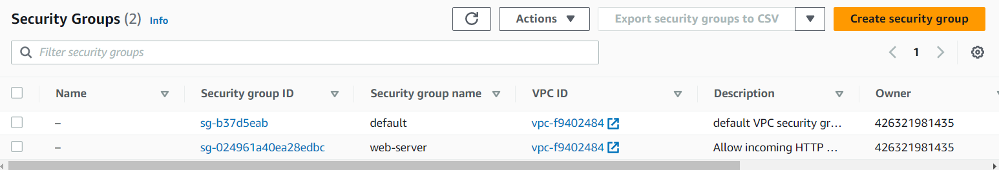 Security Groups (2) Info Actions Export security groups to CSV Create security group
Filter security groups 1
Name Security group ID Security group name VPC ID Description Owner
– sg-b37d5eab default vpc-f9402484 default VPC security gr... 426321981435
– sg-024961a40ea28edbc web-server vpc-f9402484 Allow incoming HTTP ... 426321981435